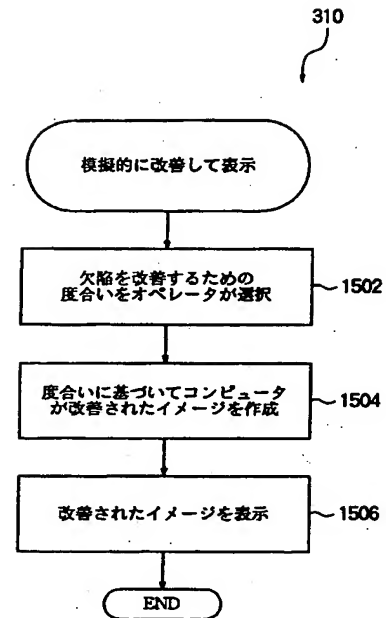 310
模擬的に改善して表示
欠陥を改善するための
度合いをオペレータが選択
1502
度合いに基づいてコンピュータ
が改善されたイメージを作成
1504
改善されたイメージを表示
1506
END